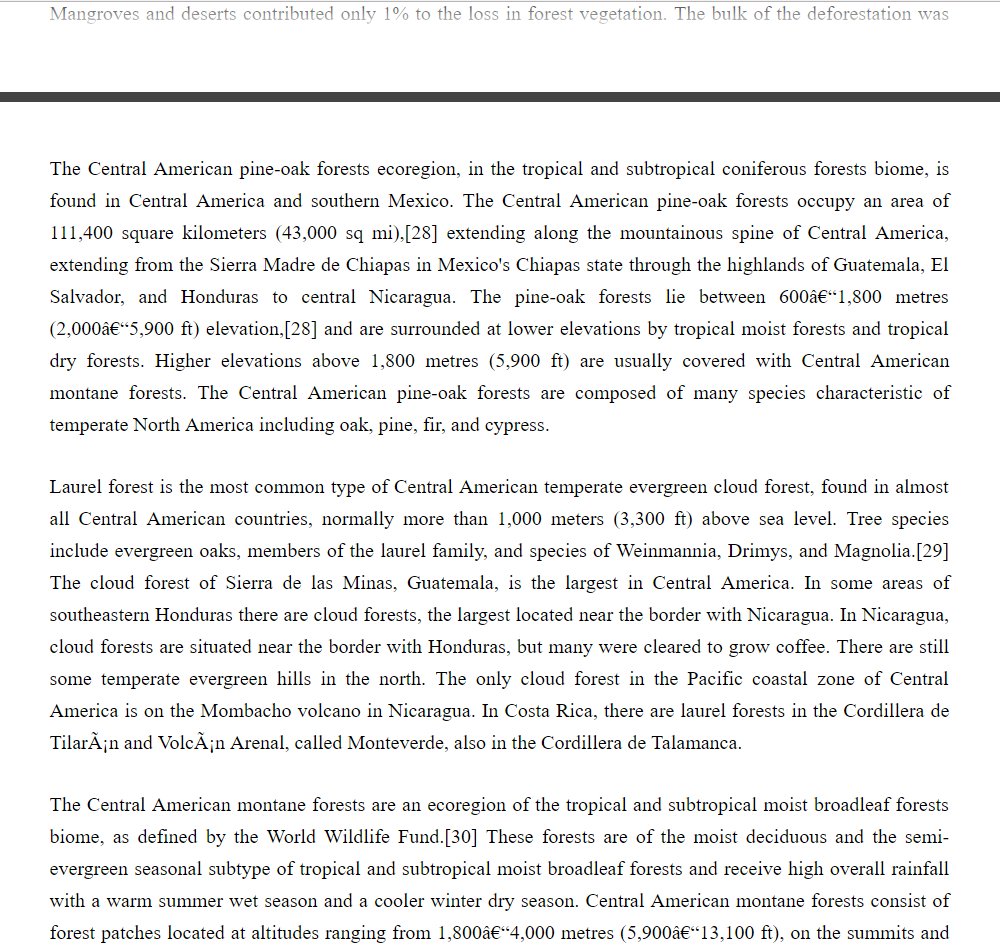 Mangroves and deserts contributed only 1% to the loss in forest vegetation. The bulk of the deforestation was
The Central American pine-oak forests ecoregion, in the tropical and subtropical coniferous forests biome, is
found in Central America and southern Mexico. The Central American pine-oak forests occupy an area of
111,400 square kilometers (43,000 sq mi),[28] extending along the mountainous spine of Central America,
extending from the Sierra Madre de Chiapas in Mexico's Chiapas state through the highlands of Guatemala, El
Salvador, and Honduras to central Nicaragua. The pine-oak forests lie between 600â€“1,800 metres
(2,000â€“5,900 ft) elevation,[28] and are surrounded at lower elevations by tropical moist forests and tropical
dry forests. Higher elevations above 1,800 metres (5,900 ft) are usually covered with Central American
montane forests. The Central American pine-oak forests are composed of many species characteristic of
temperate North America including oak, pine, fir, and cypress.
Laurel forest is the most common type of Central American temperate evergreen cloud forest, found in almost
all Central American countries, normally more than 1,000 meters (3,300 ft) above sea level. Tree species
include evergreen oaks, members of the laurel family, and species of Weinmannia, Drimys, and Magnolia.[29]
The cloud forest of Sierra de las Minas, Guatemala, is the largest in Central America. In some areas of
southeastern Honduras there are cloud forests, the largest located near the border with Nicaragua. In Nicaragua,
cloud forests are situated near the border with Honduras, but many were cleared to grow coffee. There are still
some temperate evergreen hills in the north. The only cloud forest in the Pacific coastal zone of Central
America is on the Mombacho volcano in Nicaragua. In Costa Rica, there are laurel forests in the Cordillera de
TilarÃ¡n and VolcÃ¡n Arenal, called Monteverde, also in the Cordillera de Talamanca.
The Central American montane forests are an ecoregion of the tropical and subtropical moist broadleaf forests
biome, as defined by the World Wildlife Fund.[30] These forests are of the moist deciduous and the semi-
evergreen seasonal subtype of tropical and subtropical moist broadleaf forests and receive high overall rainfall
with a warm summer wet season and a cooler winter dry season. Central American montane forests consist of
forest patches located at altitudes ranging from 1,800â€“4,000 metres (5,900â€“13,100 ft), on the summits and